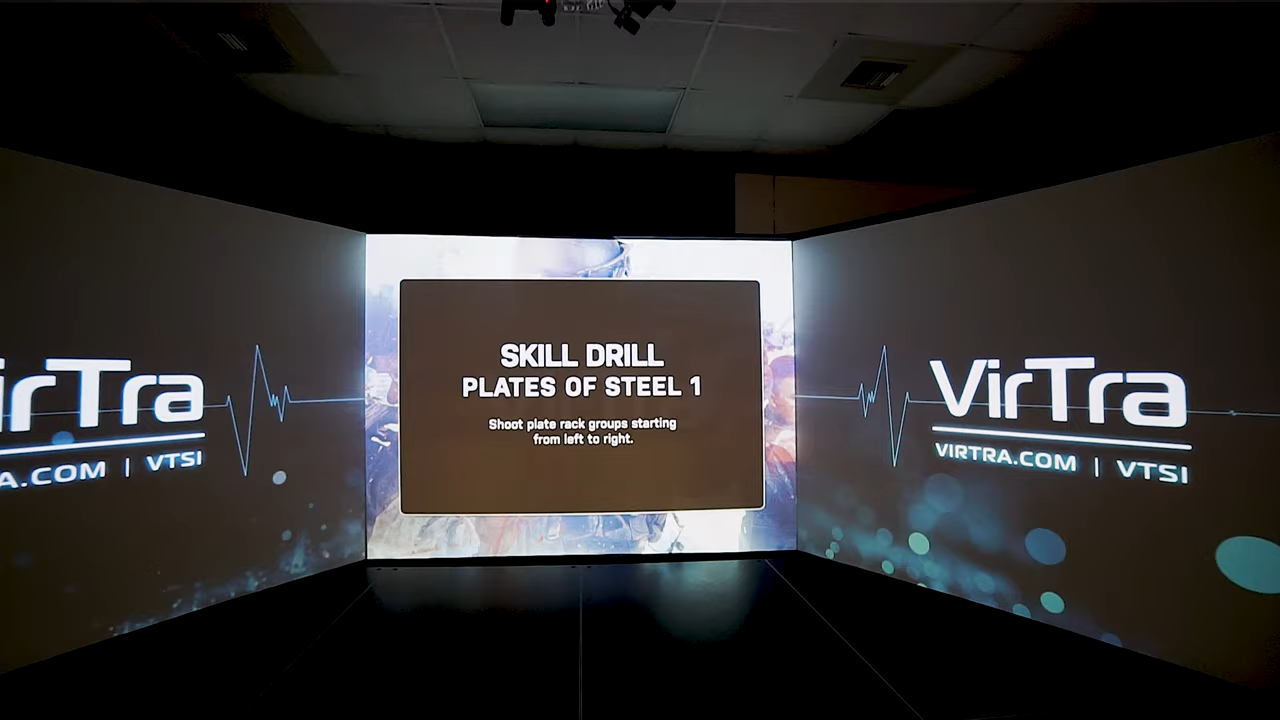 irTra
A.COM | VTSI
SKILL DRILL
PLATES OF STEEL 1
Shoot plate rack groups starting
from left to right.
VirTra
VIRTRA.COM | VTSI